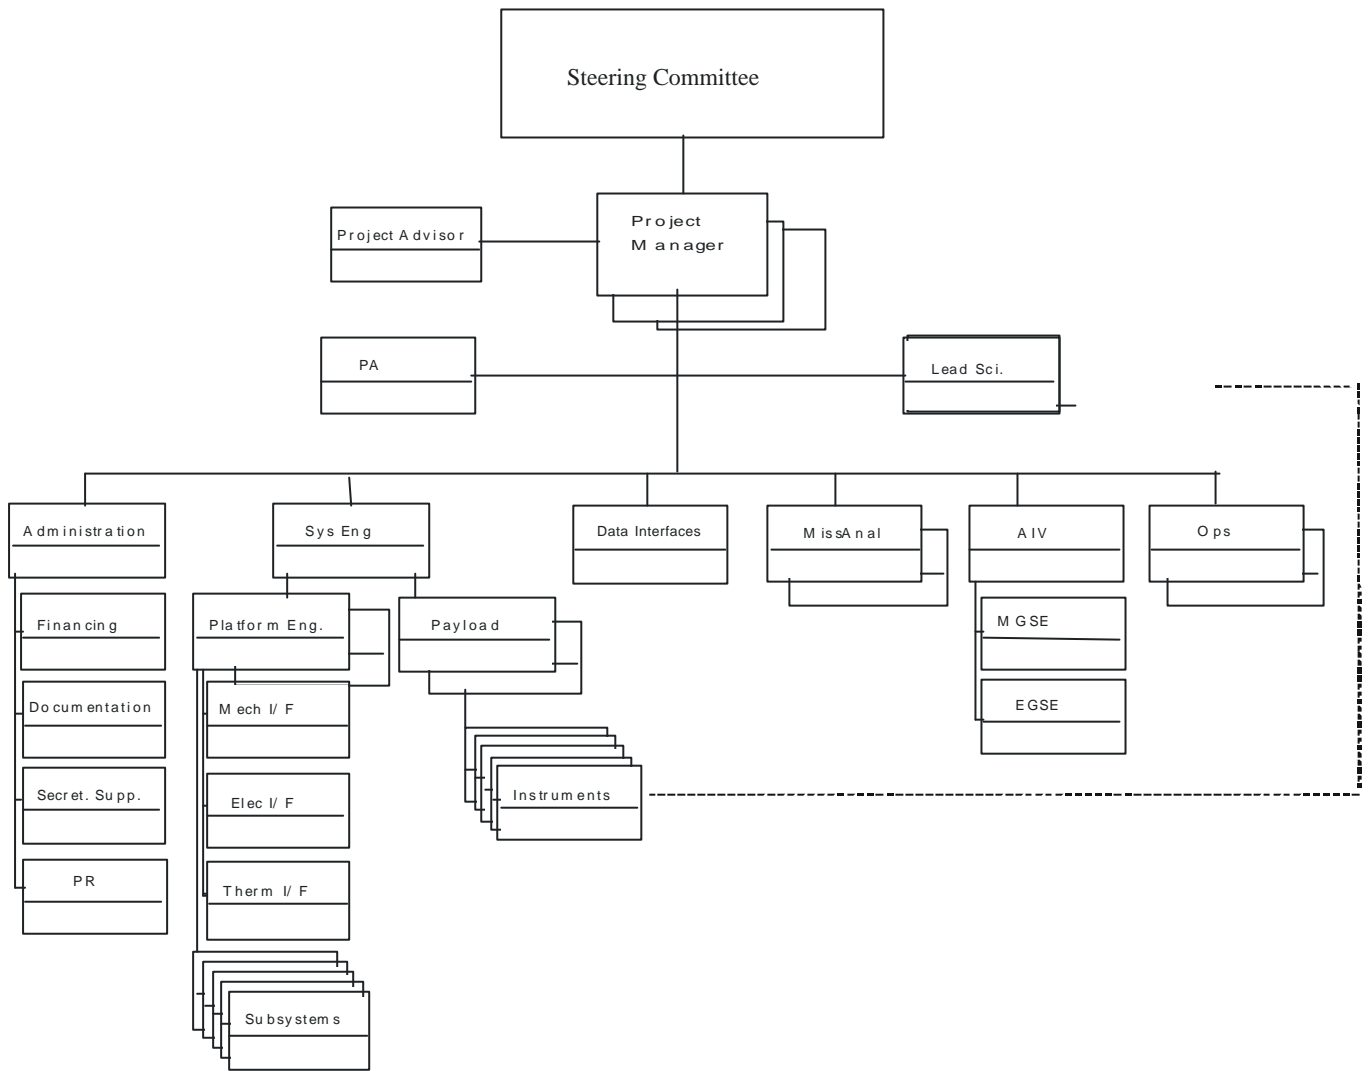 Steering Committee
Project
Manager
Project Advisor
PA
Lead Sci.
Administration
Sys Eng
Data Interfaces
MissAnal
AIV
Ops
Financing
Platform Eng.
Payload
MGSE
Documentation
Mech I/F
EGSE
Secret. Supp.
Elec I/F
Instruments
PR
Therm I/F
Subsystems